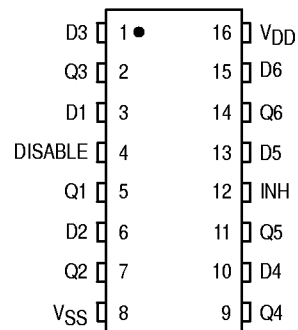 D3 1 16 VDD
Q3 2 15 D6
D1 3 14 Q6
DISABLE 4 13 D5
Q1 5 12 INH
D2 6 11 Q5
Q2 7 10 D4
VSS 8 9 Q4